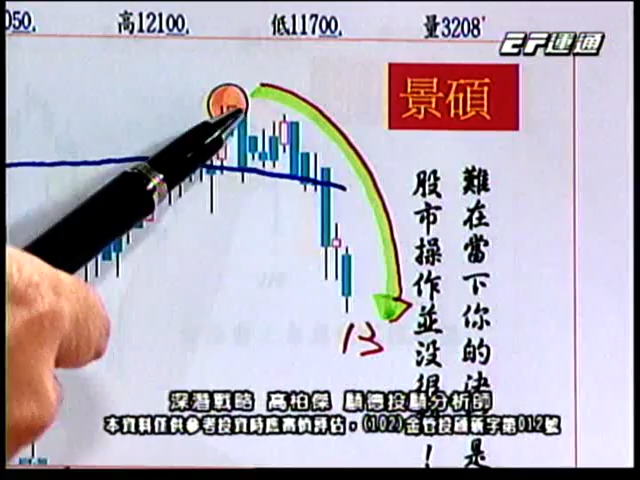 050. 高12100. 低11700. 量3208'
EF運通
景碩
難在當下你的決
是
股市操作並沒很
！
13
深潛戰略 高柏傑 顧德投顧分析師
本資料僅供參考投資時應審慎評估，(102)金管投顧新字第012號